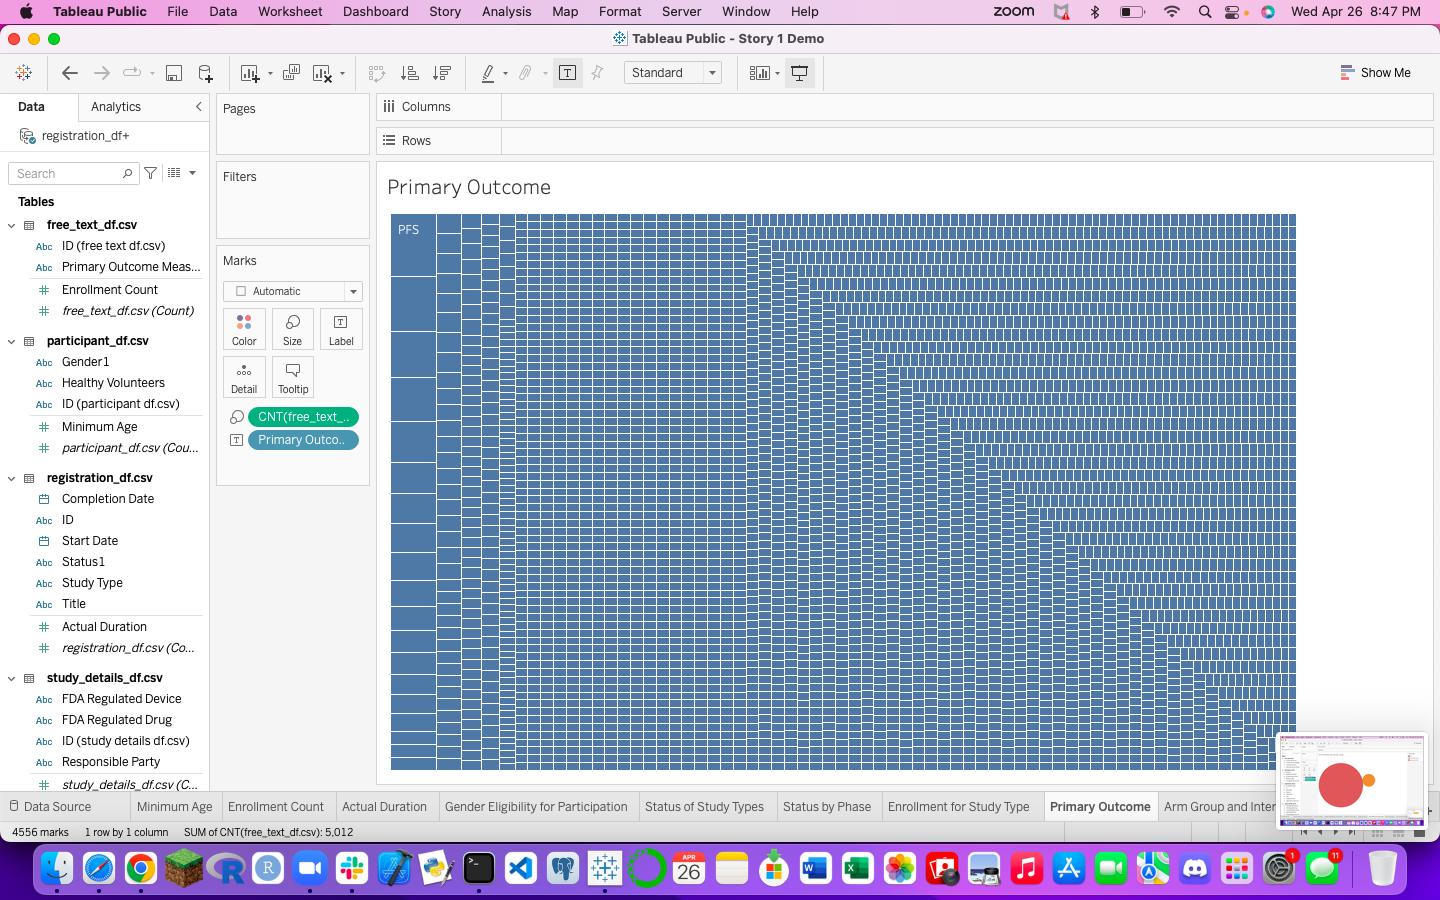 Tableau Public File Data Worksheet Dashboard Story Analysis Map Format Server Window Help zoom Wed Apr 26 8:47 PM
Tableau Public - Story 1 Demo
Standard
Show Me
Data Analytics
registration_df+
Search
Tables
free_text_df.csv
Abc ID (free text df.csv)
Abc Primary Outcome Meas...
Enrollment Count
free_text_df.csv (Count)
participant_df.csv
Abc Gender1
Abc Healthy Volunteers
Abc ID (participant df.csv)
Minimum Age
participant_df.csv (Cou...
registration_df.csv
Completion Date
Abc ID
Start Date
Abc Status1
Abc Study Type
Abc Title
Actual Duration
registration_df.csv (Co...
study_details_df.csv
Abc FDA Regulated Device
Abc FDA Regulated Drug
Abc ID (study details df.csv)
Abc Responsible Party
study_details_df.csv (C...
Pages
Filters
Marks
Automatic
Color Size Label
Detail Tooltip
CNT(free_text_..
Primary Outco..
Columns
Rows
Primary Outcome
PFS
Data Source Minimum Age Enrollment Count Actual Duration Gender Eligibility for Participation Status of Study Types Status by Phase Enrollment for Study Type Primary Outcome Arm Group and Inter
4556 marks 1 row by 1 column SUM of CNT(free_text_df.csv): 5,012
APR
26
1
11